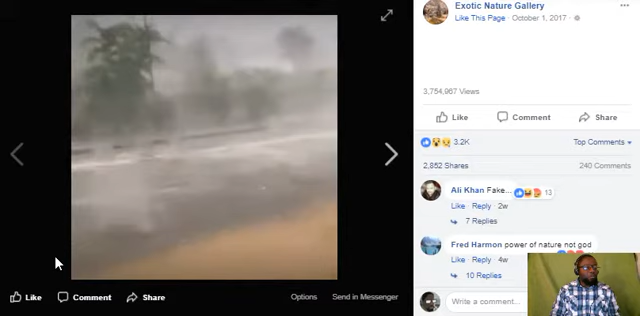 Exotic Nature Gallery
Like This Page · October 1, 2017 ·
3,754,967 Views
Like Comment Share
3.2K Top Comments
2,852 Shares 240 Comments
Ali Khan Fake... 13
Like · Reply · 2w
7 Replies
Fred Harmon power of nature not god
Like · Reply · 4w
10 Replies
Write a comment...
Like Comment Share Options Send in Messenger